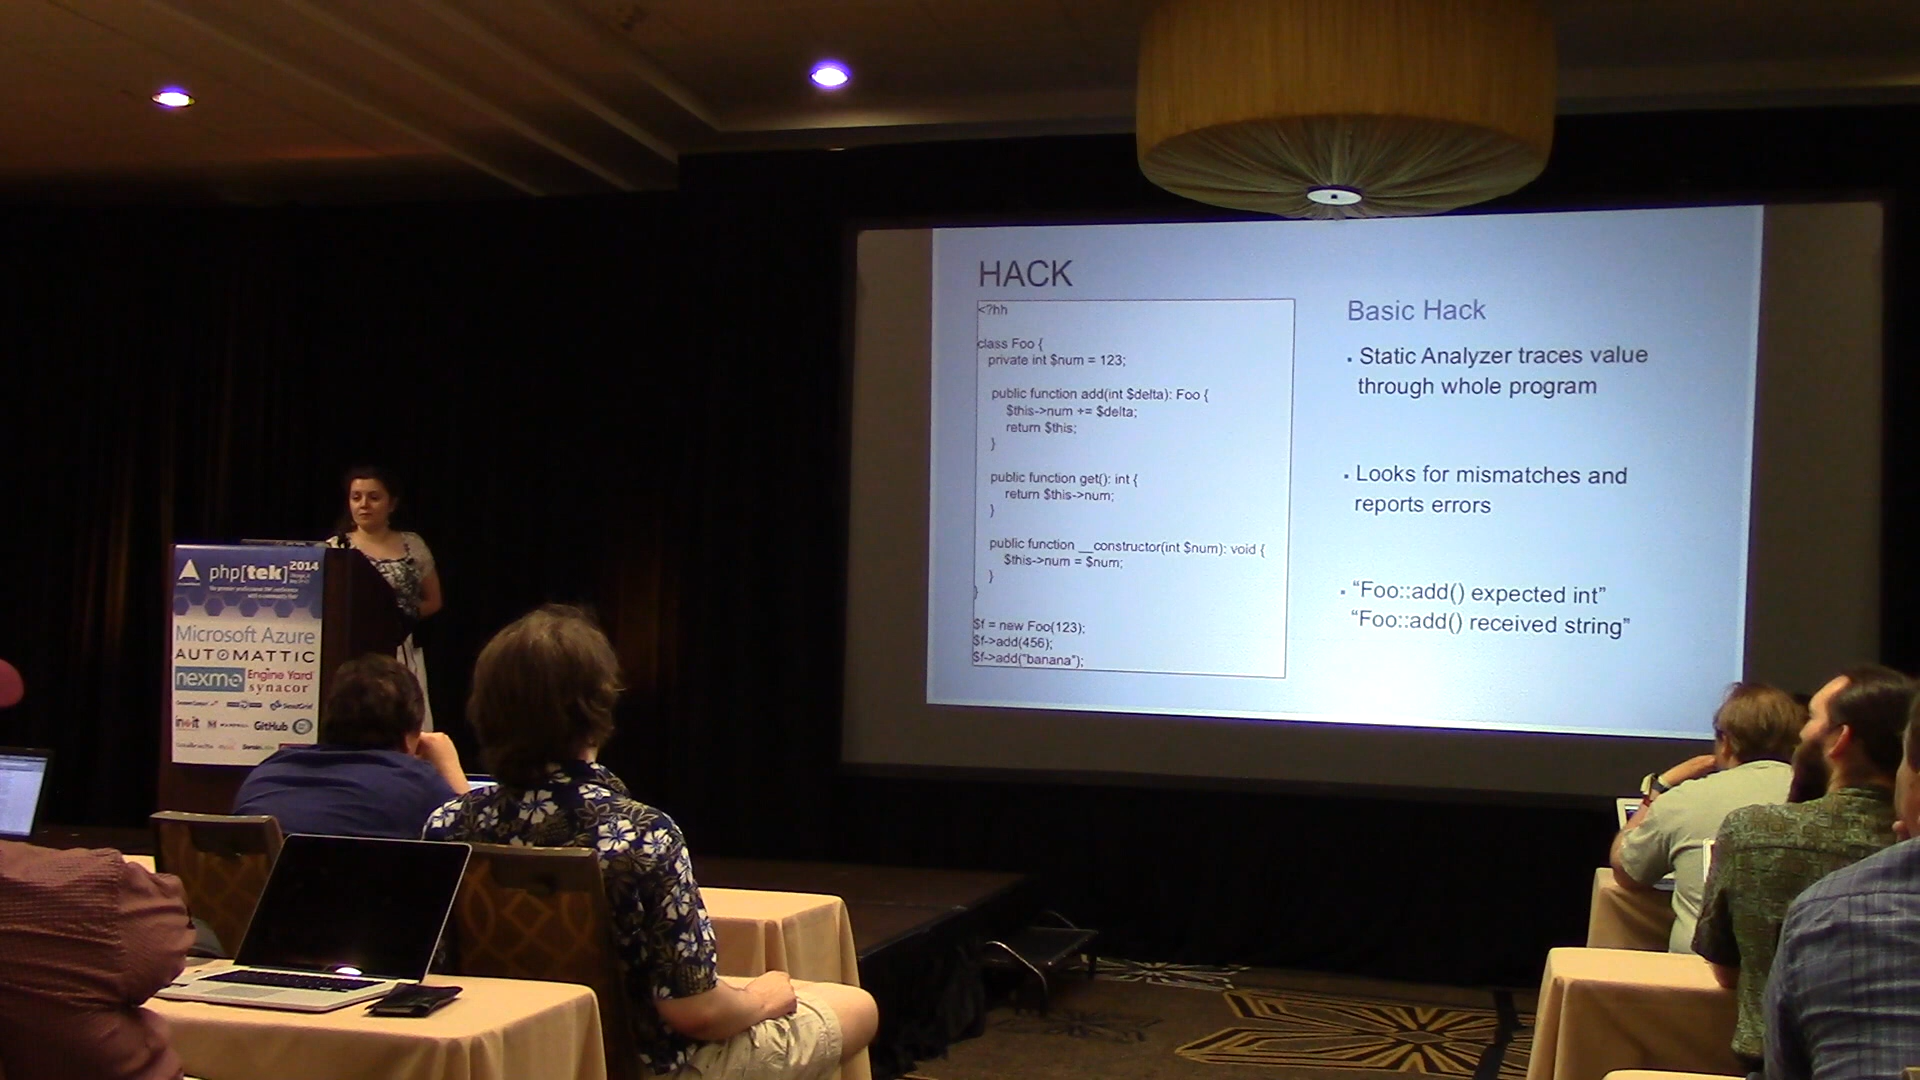 HACK
<?hh
class Foo {
private int $num = 123;
public function add(int $delta): Foo {
$this->num += $delta;
return $this;
}
public function get(): int {
return $this->num;
}
public function __constructor(int $num): void {
$this->num = $num;
}
}
$f = new Foo(123);
$f->add(456);
$f->add("banana");
Basic Hack
· Static Analyzer traces value
through whole program
· Looks for mismatches and
reports errors
· “Foo::add() expected int”
“Foo::add() received string”
php[tek] 2014
Microsoft Azure
AUTOMATTIC
nexmo Engine Yard
synacor
GitHub